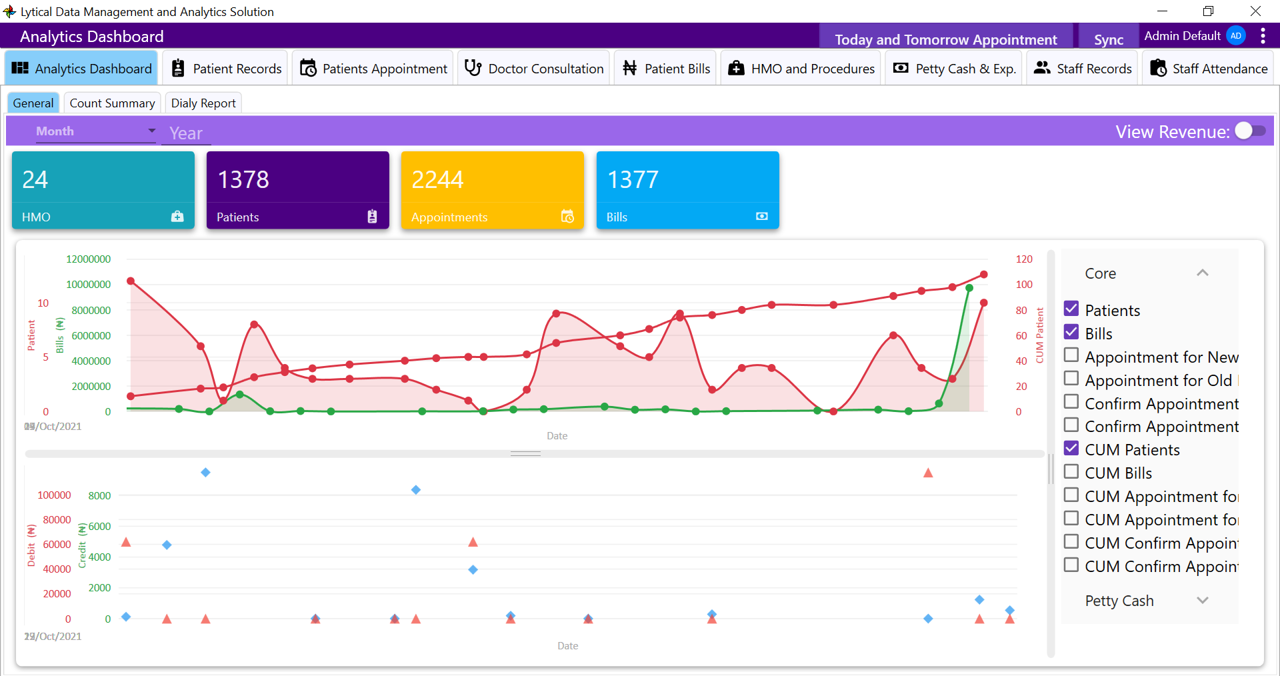 Lytical Data Management and Analytics Solution
Analytics Dashboard
Today and Tomorrow Appointment
Sync
Admin Default
AD
Analytics Dashboard
Patient Records
Patients Appointment
Doctor Consultation
Patient Bills
HMO and Procedures
Petty Cash & Exp.
Staff Records
Staff Attendance
General
Count Summary
Dialy Report
Month
Year
View Revenue:
24
HMO
1378
Patients
2244
Appointments
1377
Bills
Patient
10
5
0
Bills (₦)
12000000
10000000
8000000
6000000
4000000
2000000
0
120
100
80
60
40
20
0
CUM Patient
/Oct/2021
Date
Debit (₦)
100000
80000
60000
40000
20000
0
Credit (₦)
8000
6000
4000
2000
0
/Oct/2021
Date
Core
Patients
Bills
Appointment for New
Appointment for Old
Confirm Appointment
Confirm Appointment
CUM Patients
CUM Bills
CUM Appointment fo
CUM Appointment fo
CUM Confirm Appoin
CUM Confirm Appoin
Petty Cash